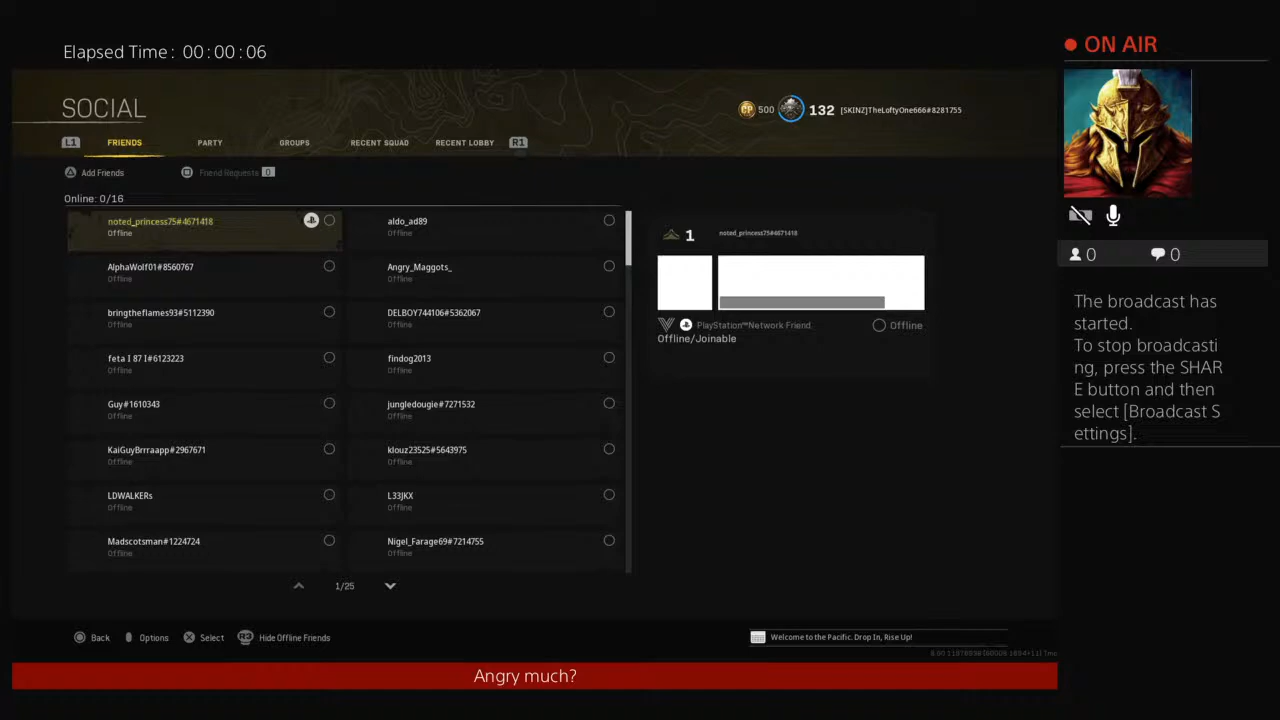 Elapsed Time: 00:00:06
ON AIR
SOCIAL
CP 500 132 [SKINZ]TheLoftyOne666#8281755
L1 FRIENDS PARTY GROUPS RECENT SQUAD RECENT LOBBY R1
Add Friends Friend Requests 0
Online: 0/16
noted_princess75#4671418
Offline
aldo_ad89
Offline
AlphaWolf01#8560767
Offline
Angry_Maggots_
Offline
bringtheflames93#5112390
Offline
DELBOY744106#5362067
Offline
feta I 87 I#6123223
Offline
findog2013
Offline
Guy#1610343
Offline
jungledougie#7271532
Offline
KaiGuyBrrraapp#2967671
Offline
klouz23525#5643975
Offline
LDWALKERs
Offline
L33JKX
Offline
Madscotsman#1224724
Offline
Nigel_Farage69#7214755
Offline
1/25
1 noted_princess75#4671418
PlayStation™Network Friend Offline
Offline/Joinable
0 0
The broadcast has
started.
To stop broadcasti
ng, press the SHAR
E button and then
select [Broadcast S
ettings].
Back Options Select R3 Hide Offline Friends
Welcome to the Pacific. Drop In, Rise Up!
Angry much?